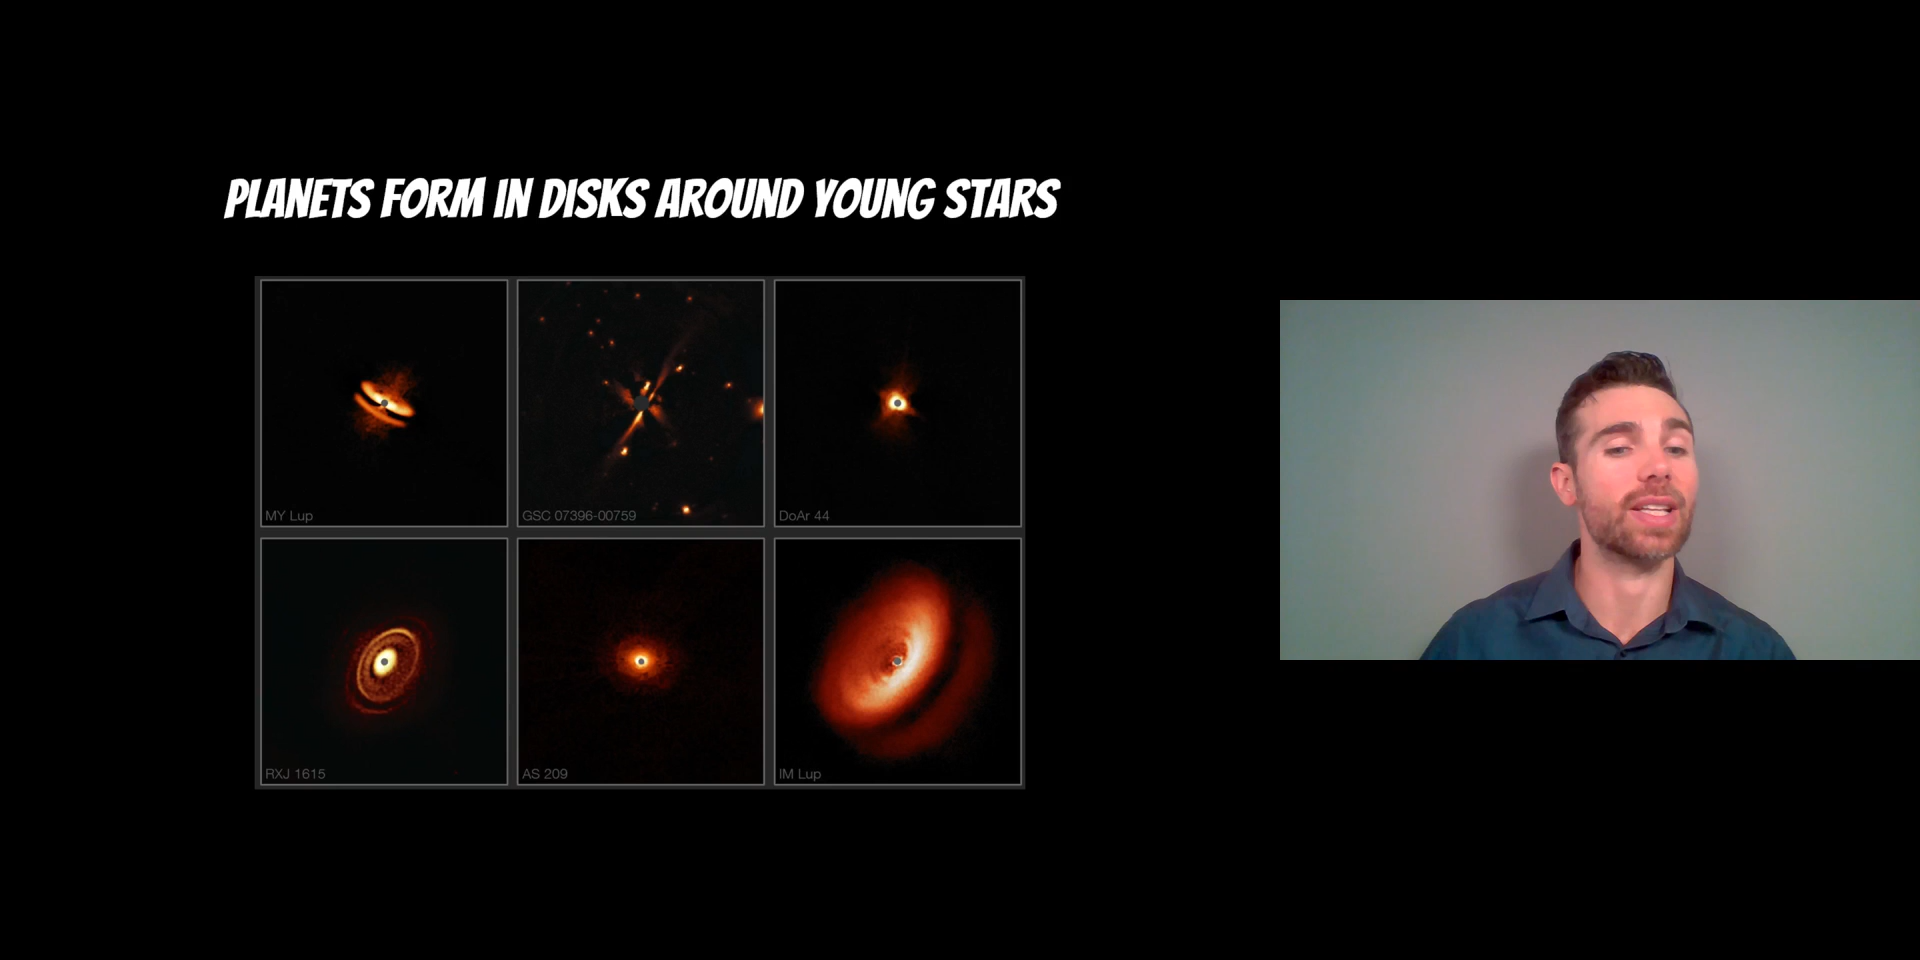 PLANETS FORM IN DISKS AROUND YOUNG STARS
MY Lup
GSC 07396-00759
DoAr 44
RXJ 1615
AS 209
IM Lup